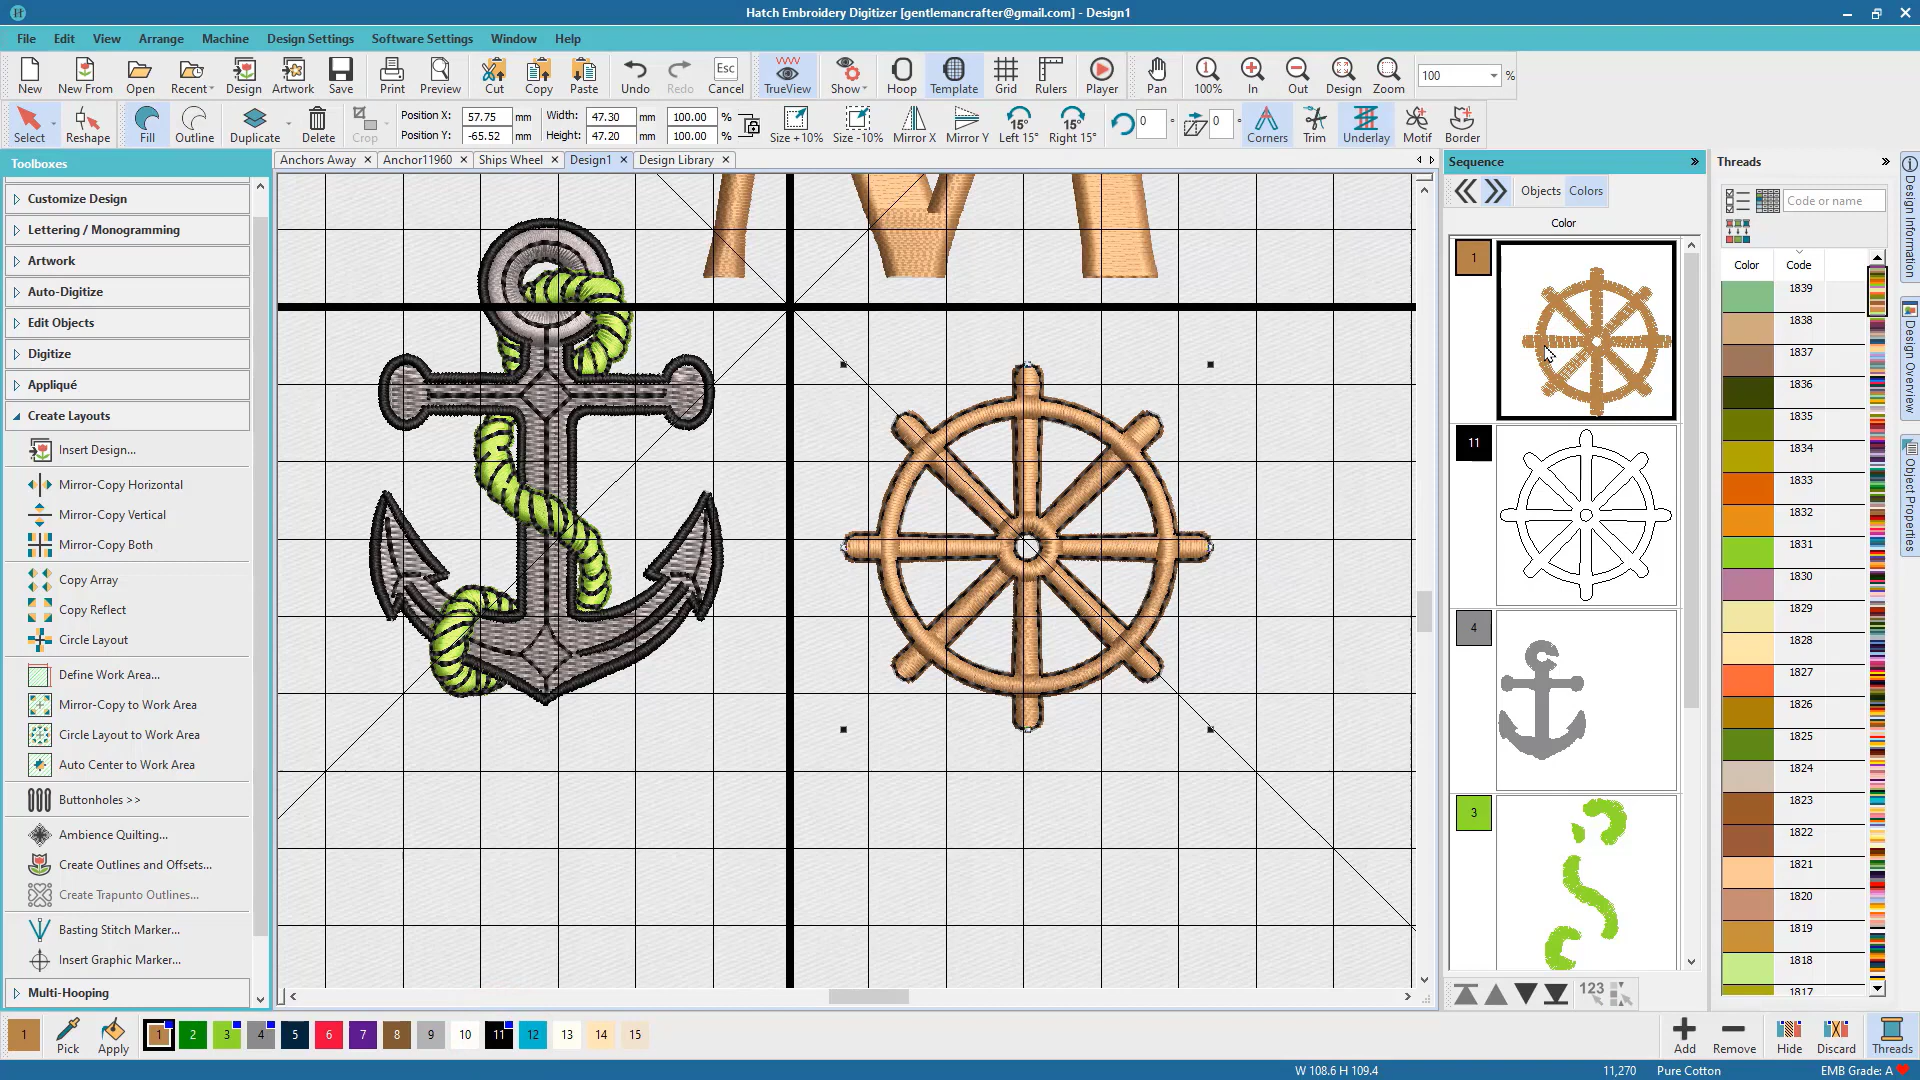 Hatch Embroidery Digitizer [gentlemancrafter@gmail.com] - Design1
File Edit View Arrange Machine Design Settings Software Settings Window Help
New New From Open Recent Design Artwork Save Print Preview Cut Copy Paste Undo Redo Esc Cancel TrueView Show Hoop Template Grid Rulers Player Pan 1 100% In Out Design Zoom 100 %
Select Reshape Fill Outline Duplicate Delete Crop
Position X: 57.75 mm Width: 47.30 mm 100.00 %
Position Y: -65.52 mm Height: 47.20 mm 100.00 %
Size +10% Size -10% Mirror X Mirror Y 15° Left 15° 15° Right 15° 0 ° 0 ° Corners Trim Underlay Motif Border
Toolboxes
Anchors Away Anchor11960 Ships Wheel Design1 Design Library
Customize Design
Lettering / Monogramming
Artwork
Auto-Digitize
Edit Objects
Digitize
Appliqué
Create Layouts
Insert Design...
Mirror-Copy Horizontal
Mirror-Copy Vertical
Mirror-Copy Both
Copy Array
Copy Reflect
Circle Layout
Define Work Area...
Mirror-Copy to Work Area
Circle Layout to Work Area
Auto Center to Work Area
Buttonholes >>
Ambience Quilting...
Create Outlines and Offsets...
Create Trapunto Outlines...
Basting Stitch Marker...
Insert Graphic Marker...
Multi-Hooping
Sequence
Objects Colors
Color
1
11
4
3
123
Threads
Code or name
Color Code
1839
1838
1837
1836
1835
1834
1833
1832
1831
1830
1829
1828
1827
1826
1825
1824
1823
1822
1821
1820
1819
1818
1817
Design Information
Design Overview
Object Properties
1 Pick Apply 1 2 3 4 5 6 7 8 9 10 11 12 13 14 15
Add Remove Hide Discard Threads
W 108.6 H 109.4 11,270 Pure Cotton EMB Grade: A